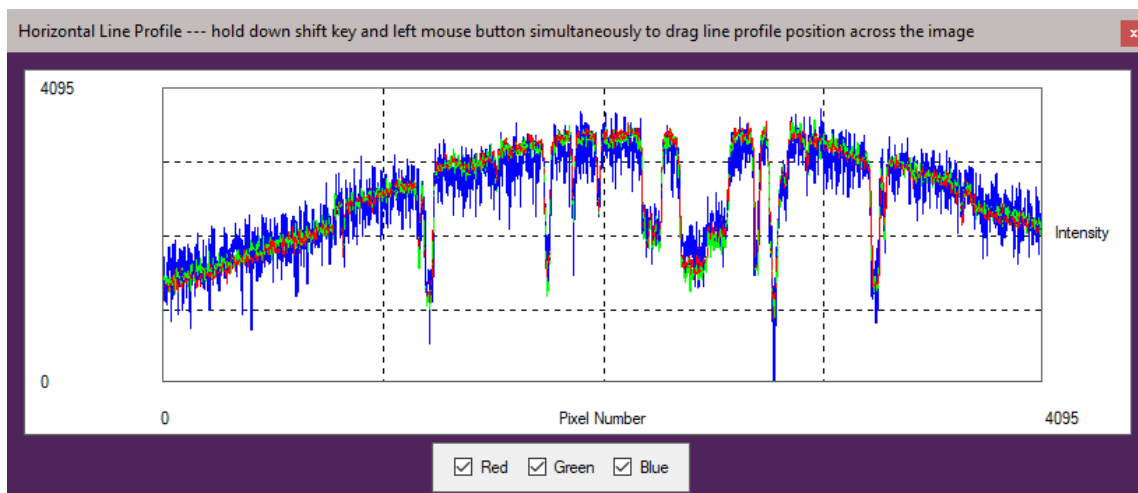 Horizontal Line Profile --- hold down shift key and left mouse button simultaneously to drag line profile position across the image x
4095
Intensity
0
0 Pixel Number 4095
Red Green Blue